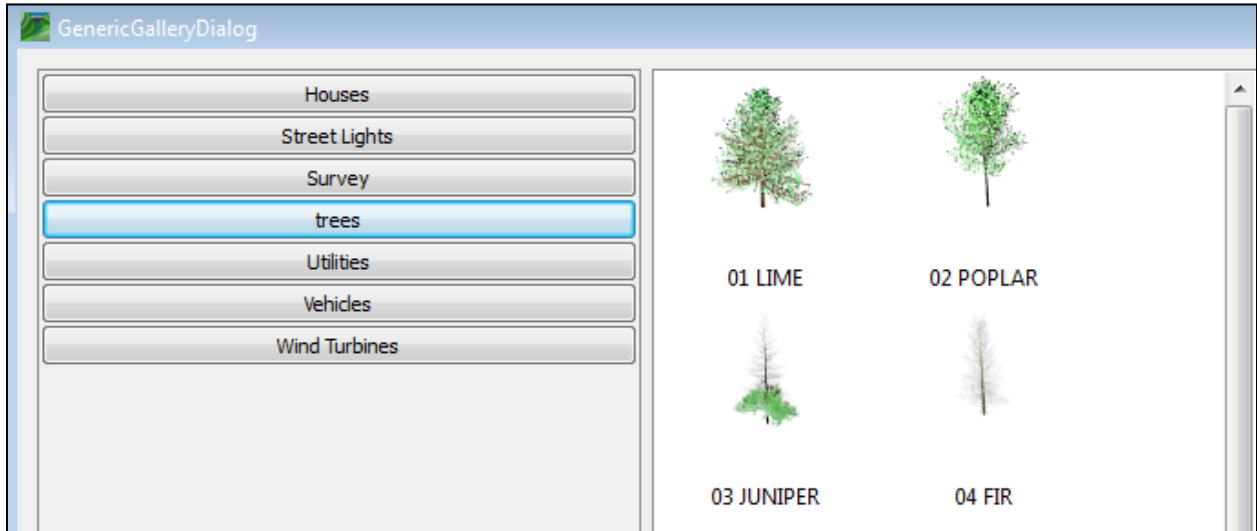 GenericGalleryDialog
Houses
Street Lights
Survey
trees
Utilities
Vehicles
Wind Turbines
01 LIME
02 POPLAR
03 JUNIPER
04 FIR